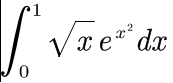 ∫₀¹ √x e^{x²} dx